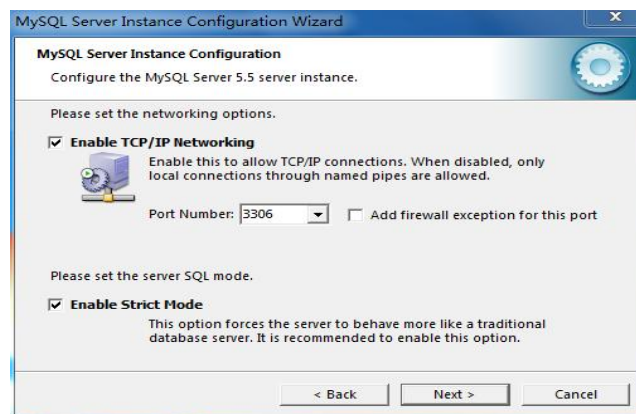 MySQL Server Instance Configuration Wizard
MySQL Server Instance Configuration
Configure the MySQL Server 5.5 server instance.
Please set the networking options.
Enable TCP/IP Networking
Enable this to allow TCP/IP connections. When disabled, only
local connections through named pipes are allowed.
Port Number: 3306 Add firewall exception for this port
Please set the server SQL mode.
Enable Strict Mode
This option forces the server to behave more like a traditional
database server. It is recommended to enable this option.
< Back Next > Cancel